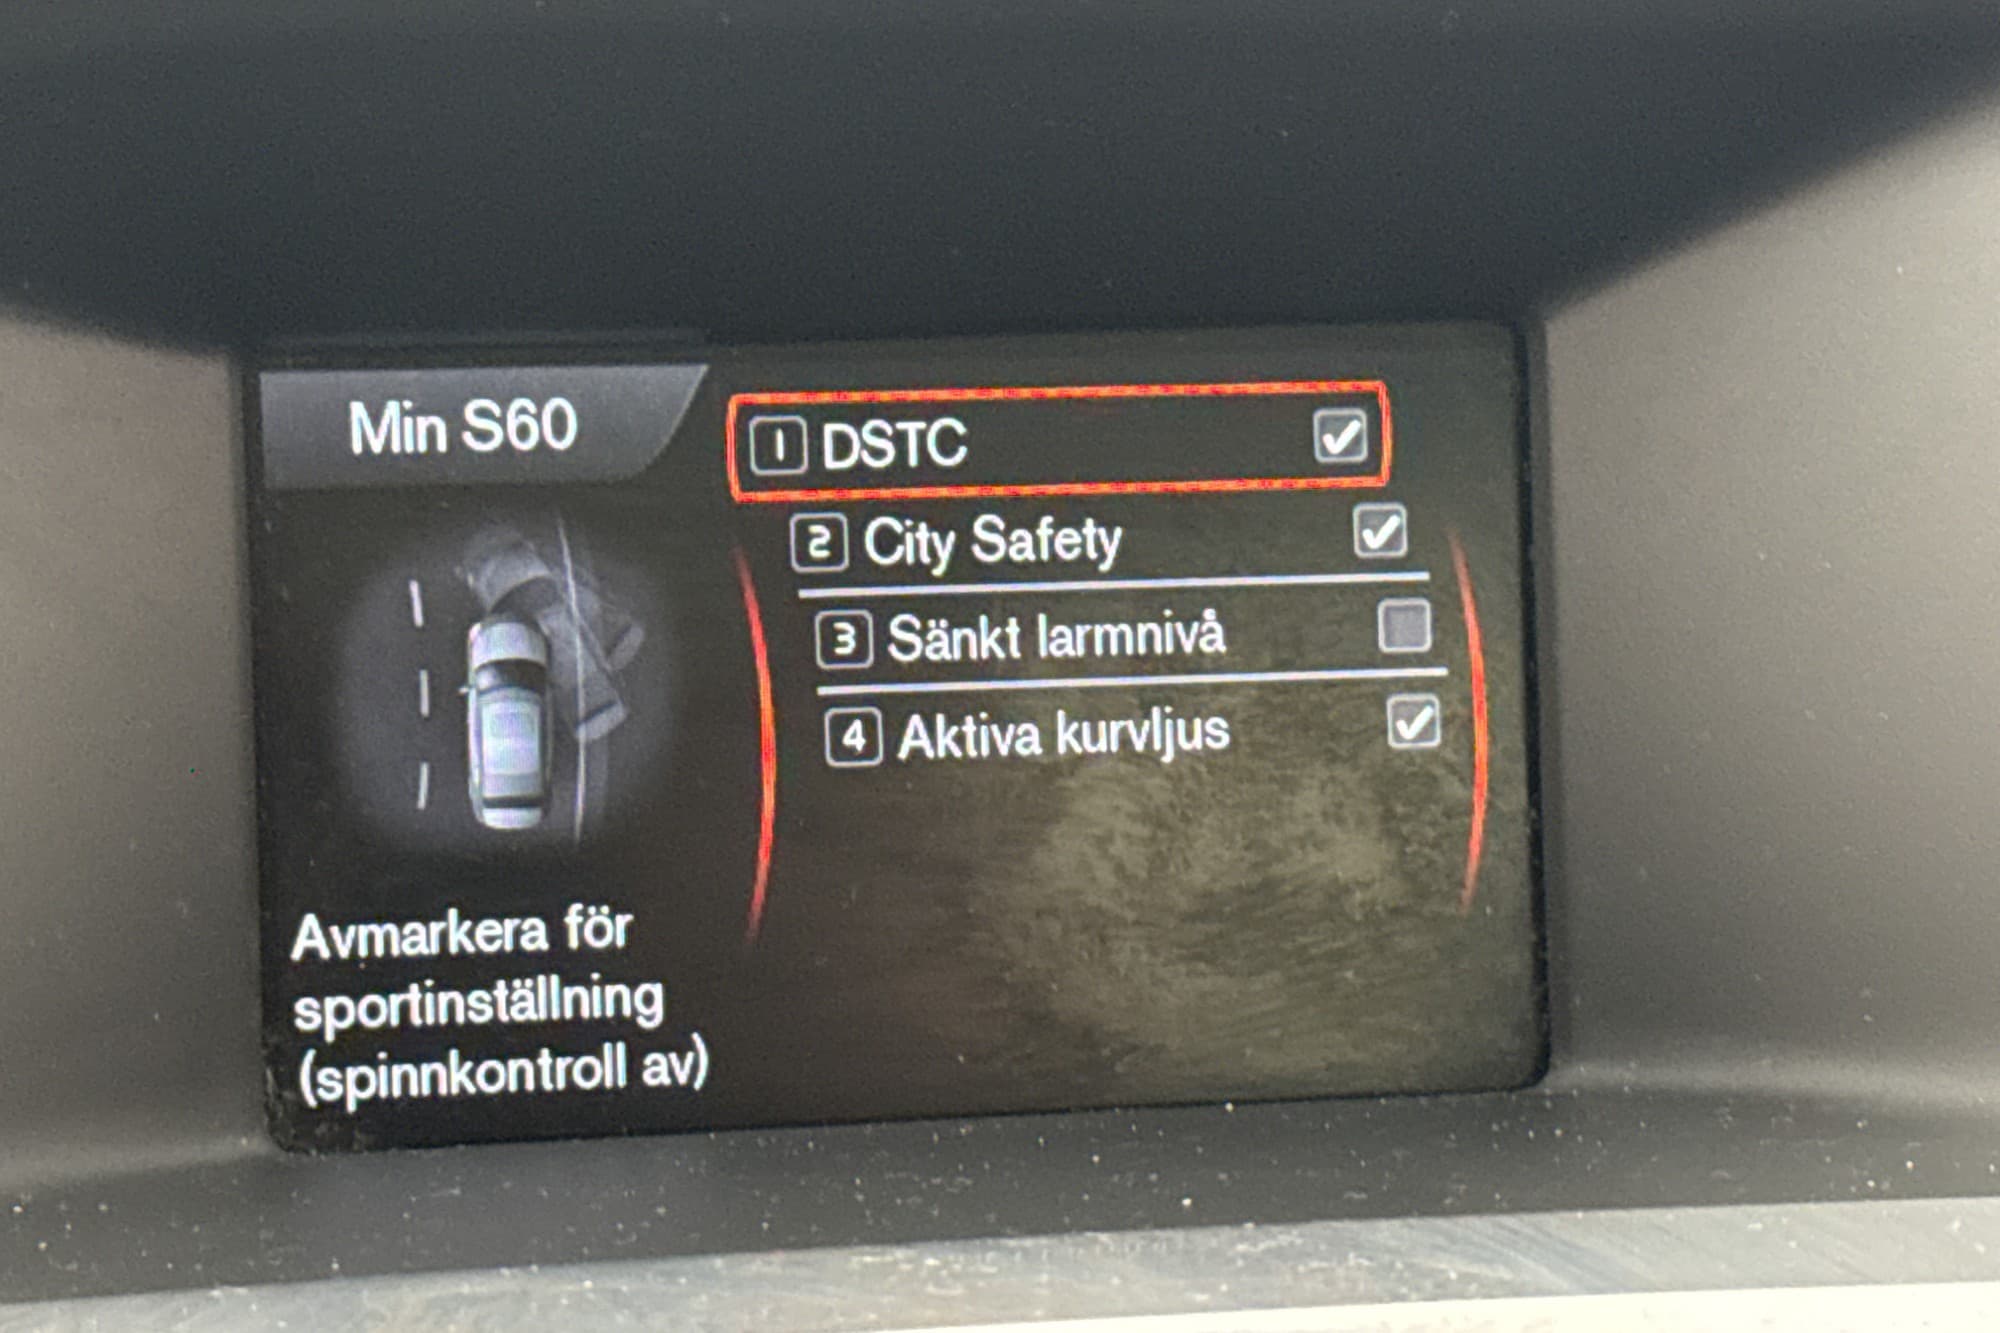 Min S60
1 DSTC
2 City Safety
3 Sänkt larmnivå
4 Aktiva kurvljus
Avmarkera för
sportinställning
(spinnkontroll av)